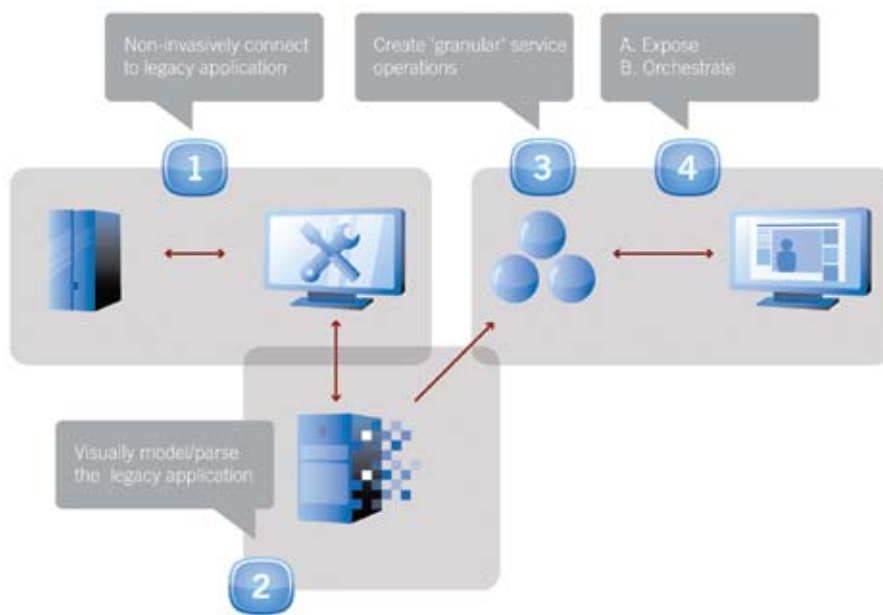 Non-invasively connect
to legacy application
1
Create 'granular' service
operations
3
A. Expose
B. Orchestrate
4
Visually model/parse
the legacy application
2